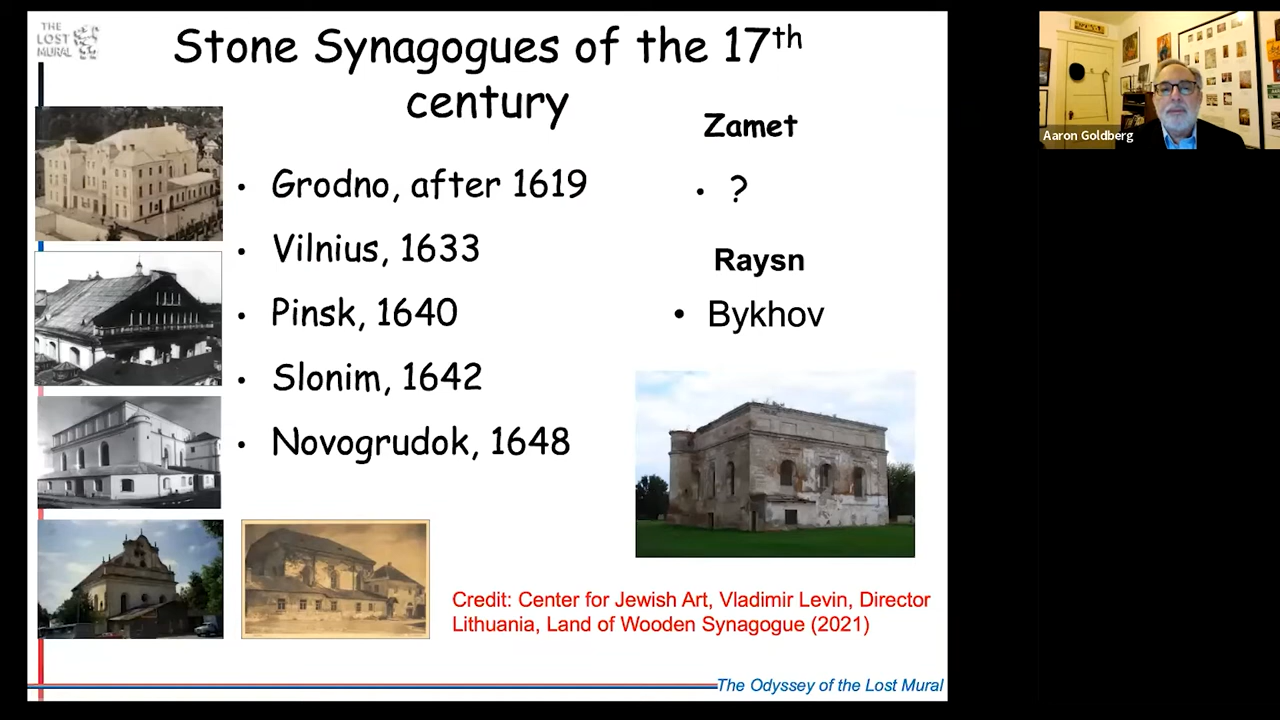 THE
LOST
MURAL
Stone Synagogues of the 17th
century
• Grodno, after 1619
• Vilnius, 1633
• Pinsk, 1640
• Slonim, 1642
• Novogrudok, 1648
Zamet
• ?
Raysn
• Bykhov
Credit: Center for Jewish Art, Vladimir Levin, Director
Lithuania, Land of Wooden Synagogue (2021)
The Odyssey of the Lost Mural
Aaron Goldberg